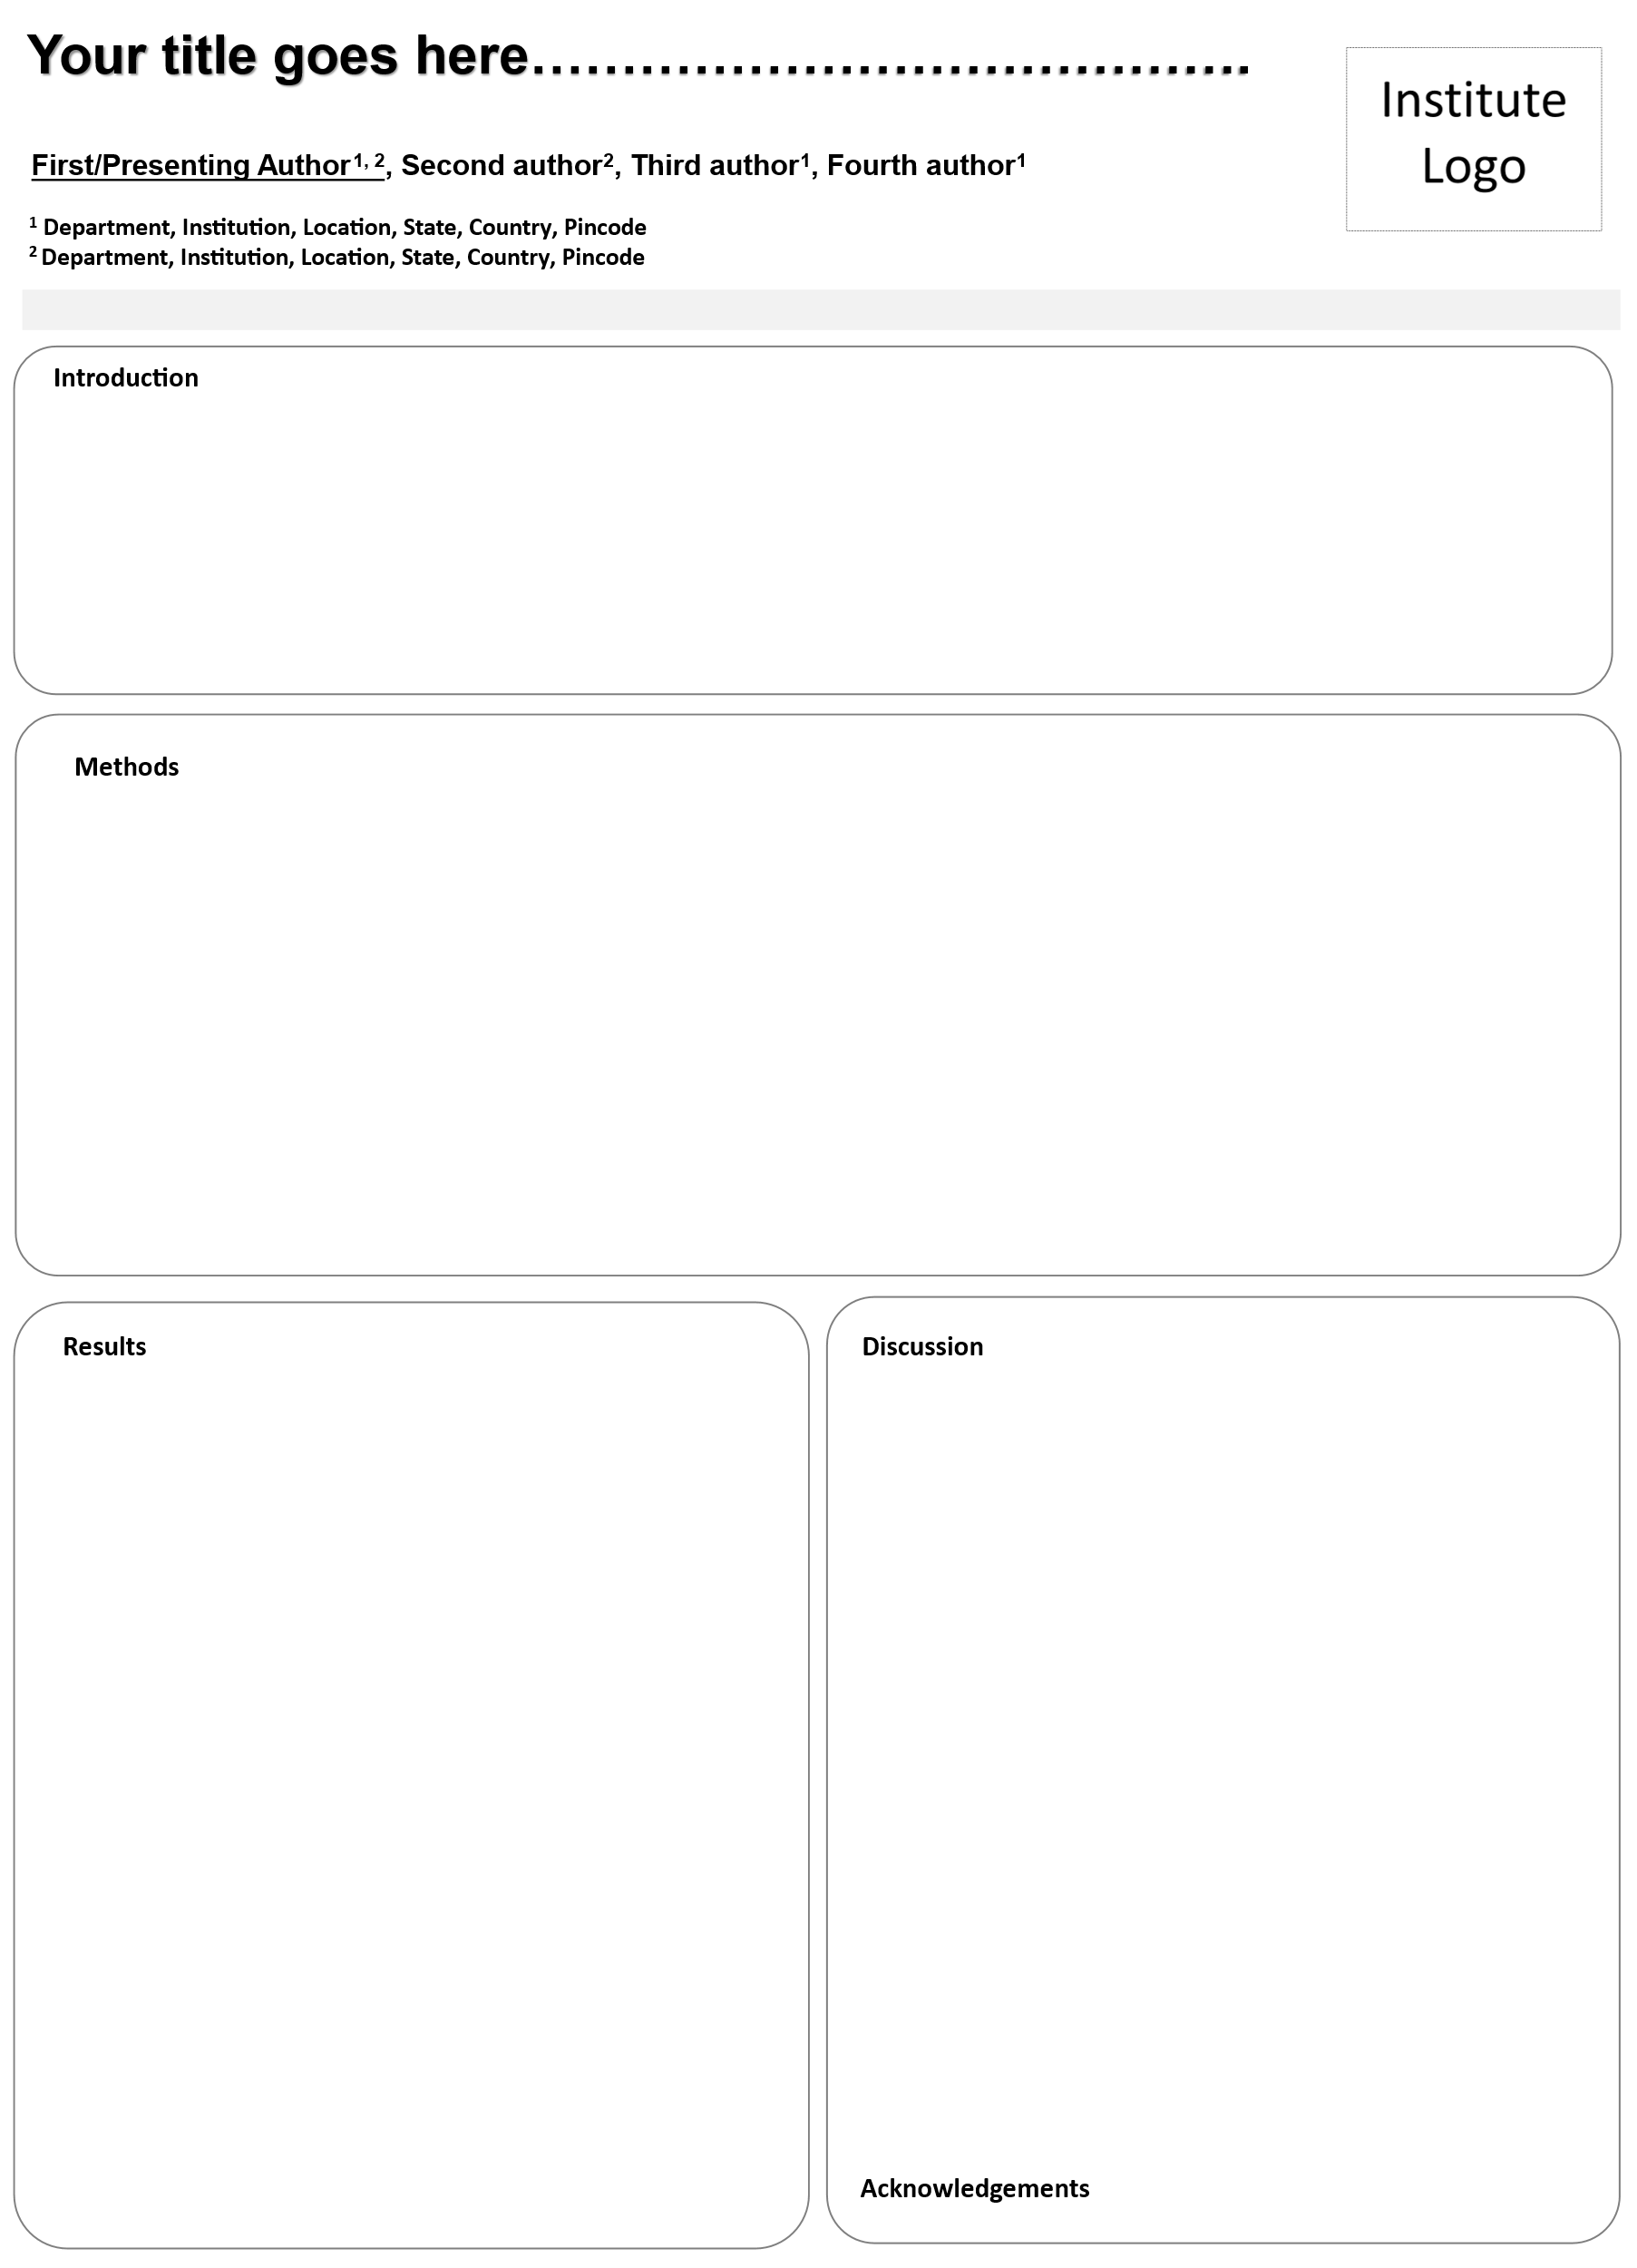 Your title goes here…………………………………….
Institute
Logo
First/Presenting Author1, 2, Second author2, Third author1, Fourth author1
1 Department, Institution, Location, State, Country, Pincode
2 Department, Institution, Location, State, Country, Pincode
Introduction
Methods
Results
Discussion
Acknowledgements